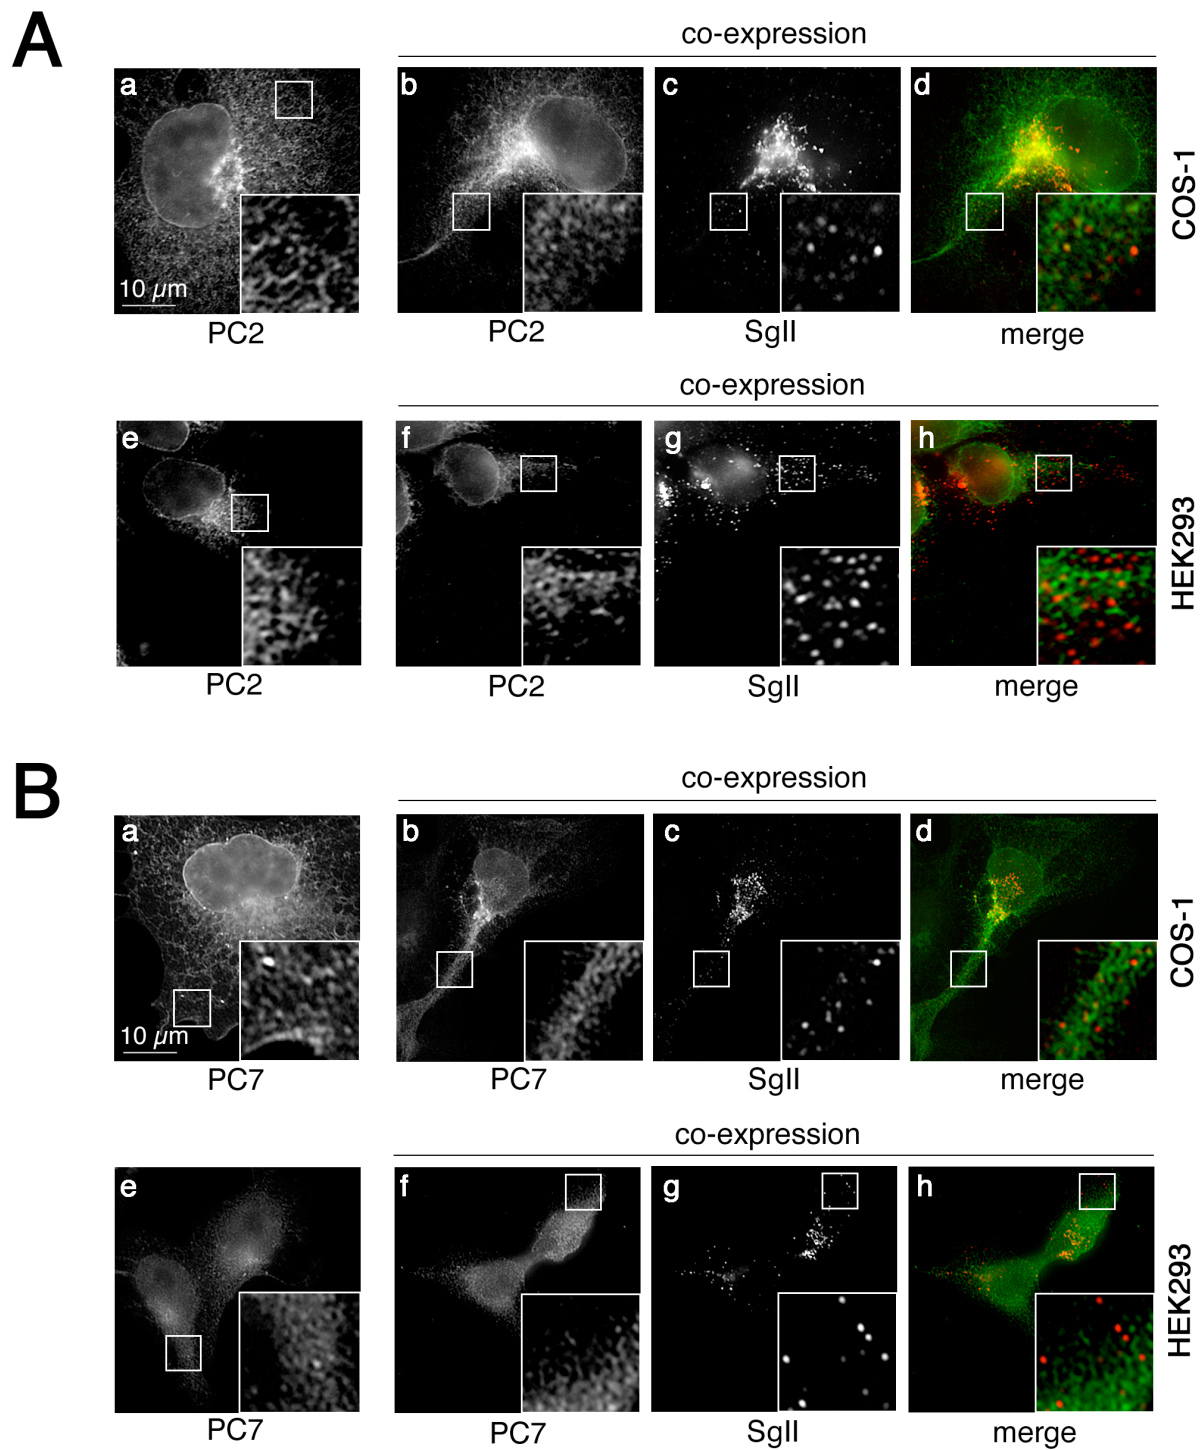 A
co-expression
a
b
c
d
10 µm
COS-1
PC2
PC2
SgII
merge
co-expression
e
f
g
h
HEK293
PC2
PC2
SgII
merge
B
co-expression
a
b
c
d
10 µm
COS-1
PC7
PC7
SgII
merge
co-expression
e
f
g
h
HEK293
PC7
PC7
SgII
merge